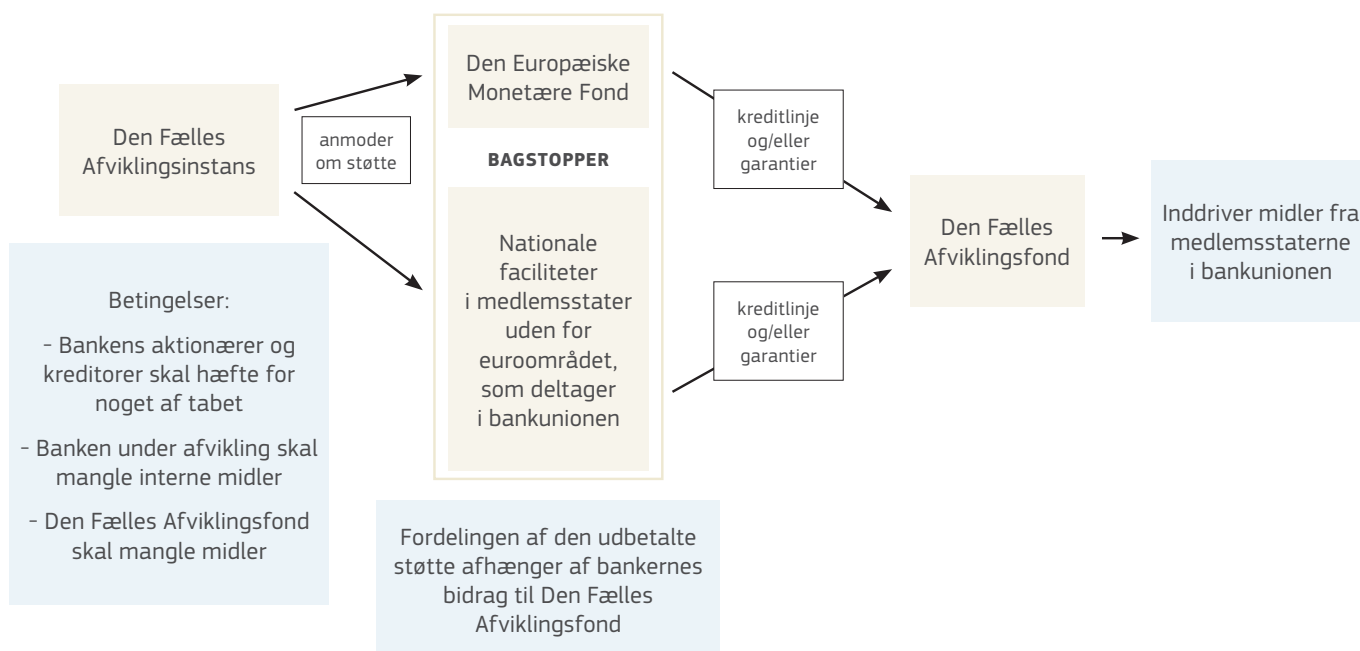 Den Fælles
Afviklingsinstans
anmoder
om støtte
Betingelser:
- Bankens aktionærer og
kreditorer skal hæfte for
noget af tabet
- Banken under afvikling skal
mangle interne midler
- Den Fælles Afviklingsfond
skal mangle midler
Den Europæiske
Monetære Fond
BAGSTOPPER
Nationale
faciliteter
i medlemsstater
uden for
euroområdet,
som deltager
i bankunionen
Fordelingen af den udbetalte
støtte afhænger af bankernes
bidrag til Den Fælles
Afviklingsfond
kreditlinje
og/eller
garantier
kreditlinje
og/eller
garantier
Den Fælles
Afviklingsfond
Inddriver midler fra
medlemsstaterne
i bankunionen